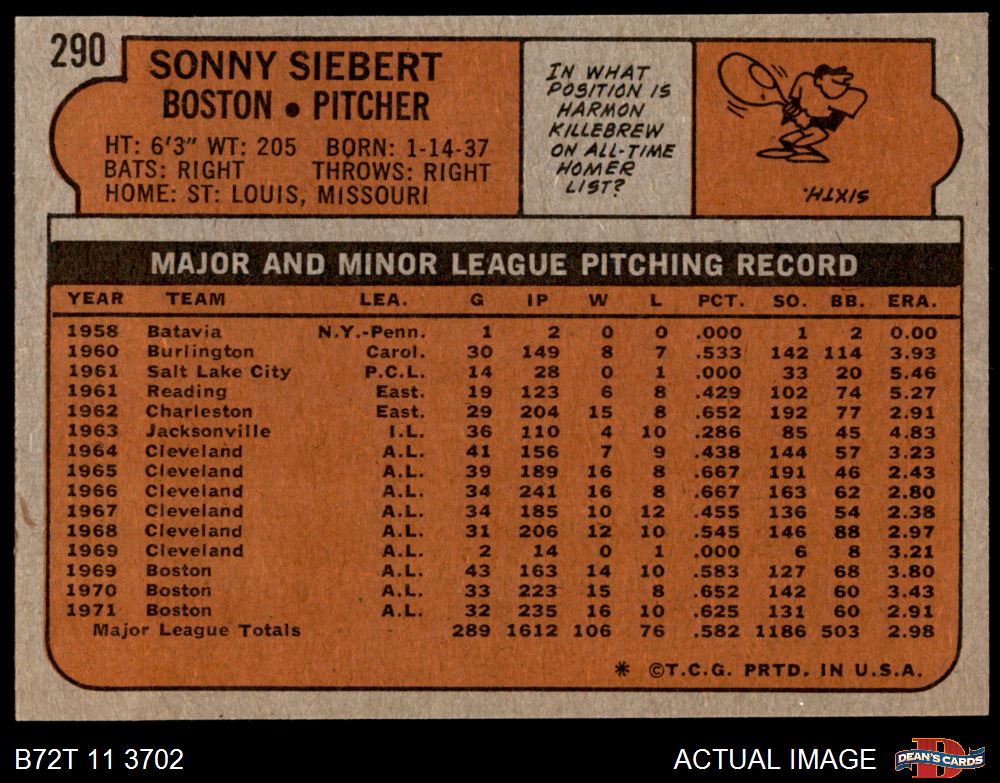 290
SONNY SIEBERT
BOSTON • PITCHER
HT: 6'3" WT: 205 BORN: 1-14-37
BATS: RIGHT THROWS: RIGHT
HOME: ST: LOUIS, MISSOURI
IN WHAT
POSITION IS
HARMON
KILLEBREW
ON ALL-TIME
HOMER
LIST?
SIXTH.
MAJOR AND MINOR LEAGUE PITCHING RECORD
YEAR TEAM LEA. G IP W L PCT. SO. BB. ERA.
1958 Batavia N.Y.-Penn. 1 2 0 0 .000 1 2 0.00
1960 Burlington Carol. 30 149 8 7 .533 142 114 3.93
1961 Salt Lake City P.C.L. 14 28 0 1 .000 33 20 5.46
1961 Reading East. 19 123 6 8 .429 102 74 5.27
1962 Charleston East. 29 204 15 8 .652 192 77 2.91
1963 Jacksonville I.L. 36 110 4 10 .286 85 45 4.83
1964 Cleveland A.L. 41 156 7 9 .438 144 57 3.23
1965 Cleveland A.L. 39 189 16 8 .667 191 46 2.43
1966 Cleveland A.L. 34 241 16 8 .667 163 62 2.80
1967 Cleveland A.L. 34 185 10 12 .455 136 54 2.38
1968 Cleveland A.L. 31 206 12 10 .545 146 88 2.97
1969 Cleveland A.L. 2 14 0 1 .000 6 8 3.21
1969 Boston A.L. 43 163 14 10 .583 127 68 3.80
1970 Boston A.L. 33 223 15 8 .652 142 60 3.43
1971 Boston A.L. 32 235 16 10 .625 131 60 2.91
Major League Totals 289 1612 106 76 .582 1186 503 2.98
* ©T.C.G. PRTD. IN U.S.A.
B72T 11 3702
ACTUAL IMAGE
DEAN'S CARDS